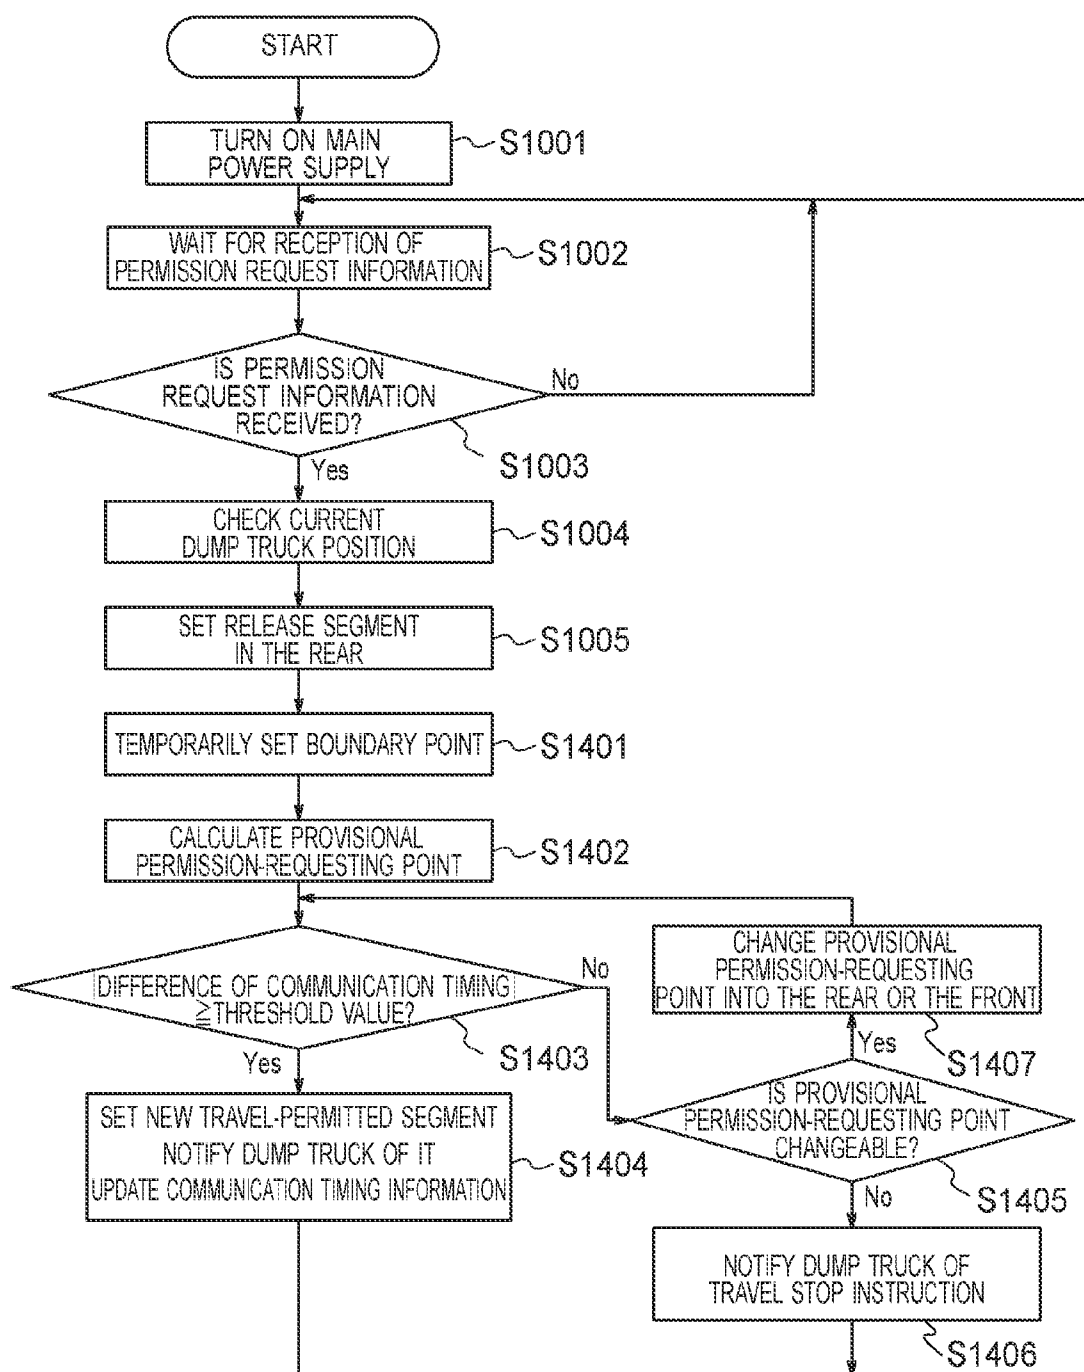 START
TURN ON MAIN
POWER SUPPLY
S1001
WAIT FOR RECEPTION OF
PERMISSION REQUEST INFORMATION
S1002
IS PERMISSION
REQUEST INFORMATION
RECEIVED?
No
S1003
Yes
CHECK CURRENT
DUMP TRUCK POSITION
S1004
SET RELEASE SEGMENT
IN THE REAR
S1005
TEMPORARILY SET BOUNDARY POINT
S1401
CALCULATE PROVISIONAL
PERMISSION-REQUESTING POINT
S1402
DIFFERENCE OF COMMUNICATION TIMING
≧THRESHOLD VALUE?
No
S1403
Yes
CHANGE PROVISIONAL
PERMISSION-REQUESTING
POINT INTO THE REAR OR THE FRONT
S1407
Yes
SET NEW TRAVEL-PERMITTED SEGMENT
NOTIFY DUMP TRUCK OF IT
UPDATE COMMUNICATION TIMING INFORMATION
S1404
IS PROVISIONAL
PERMISSION-REQUESTING POINT
CHANGEABLE?
S1405
No
NOTIFY DUMP TRUCK OF
TRAVEL STOP INSTRUCTION
S1406